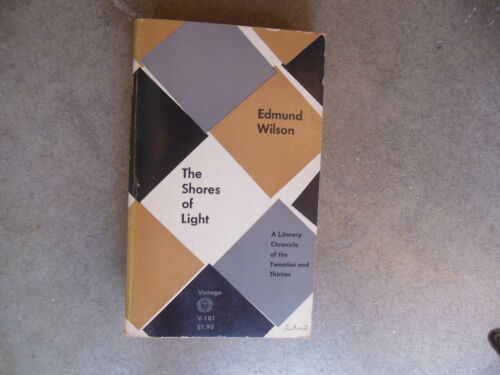 Edmund
Wilson
The
Shores
of
Light
A Literary
Chronicle
of the
Twenties and
Thirties
Vintage
V-181
$1.95